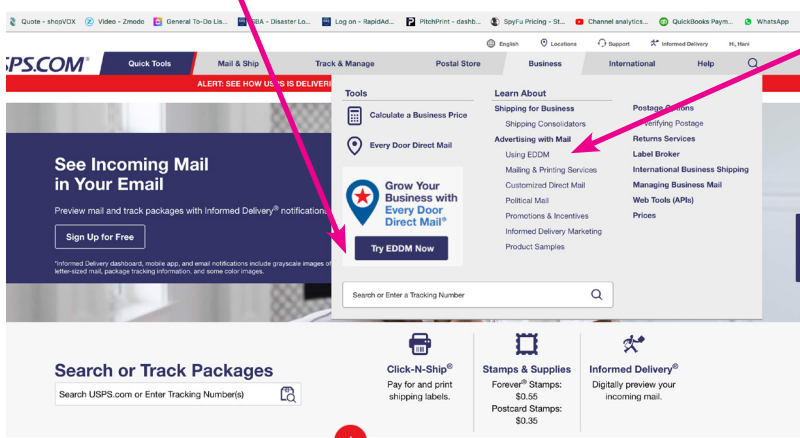 Quote - shopVOX
Video - Zmodo
General To-Do Lis...
SBA - Disaster Lo...
Log on - RapidAd...
PitchPrint - dashb...
SpyFu Pricing - St...
Channel analytics...
QuickBooks Paym...
WhatsApp
English
Locations
Support
Informed Delivery
Hi, Hani
SPS.COM®
Quick Tools
Mail & Ship
Track & Manage
Postal Store
Business
International
Help
ALERT: SEE HOW USPS IS DELIVERI
Tools
Calculate a Business Price
Every Door Direct Mail
Grow Your
Business with
Every Door
Direct Mail®
Try EDDM Now
Learn About
Shipping for Business
Shipping Consolidators
Advertising with Mail
Using EDDM
Mailing & Printing Services
Customized Direct Mail
Political Mail
Promotions & Incentives
Informed Delivery Marketing
Product Samples
Postage Options
Verifying Postage
Returns Services
Label Broker
International Business Shipping
Managing Business Mail
Web Tools (APIs)
Prices
Search or Enter a Tracking Number
See Incoming Mail
in Your Email
Preview mail and track packages with Informed Delivery® notification
Sign Up for Free
*Informed Delivery dashboard, mobile app, and email notifications include grayscale images of
letter-sized mail, package tracking information, and some color images.
Search or Track Packages
Search USPS.com or Enter Tracking Number(s)
Click-N-Ship®
Pay for and print
shipping labels.
Stamps & Supplies
Forever® Stamps:
$0.55
Postcard Stamps:
$0.35
Informed Delivery®
Digitally preview your
incoming mail.